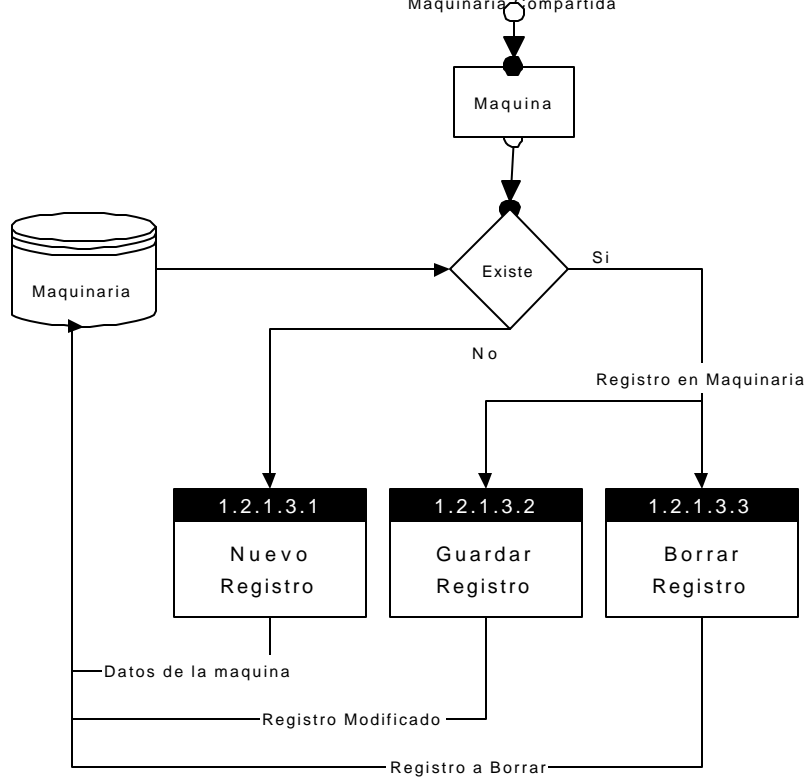 Maquinaria Compartida
Maquina
Existe
Si
Maquinaria
No
Registro en Maquinaria
1.2.1.3.1
1.2.1.3.2
1.2.1.3.3
Nuevo
Registro
Guardar
Registro
Borrar
Registro
Datos de la maquina
Registro Modificado
Registro a Borrar